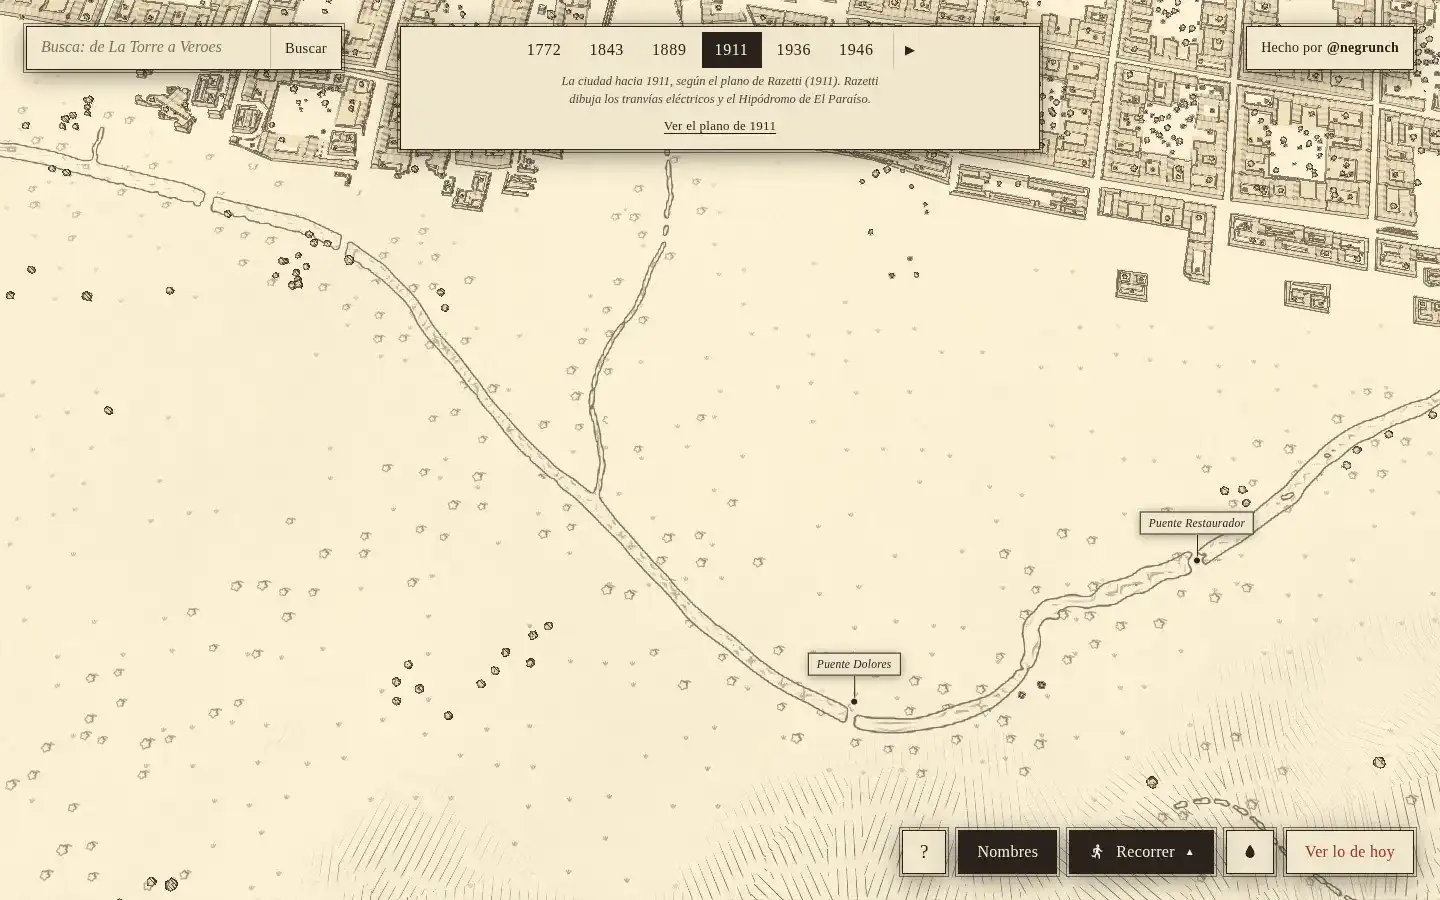 Busca: de La Torre a Veroes
Buscar
1772 1843 1889 1911 1936 1946 ▶
La ciudad hacia 1911, según el plano de Razetti (1911). Razetti
dibuja los tranvías eléctricos y el Hipódromo de El Paraíso.
Ver el plano de 1911
Hecho por @negrunch
Puente Restaurador
Puente Dolores
?
Nombres
Recorrer ▲
Ver lo de hoy